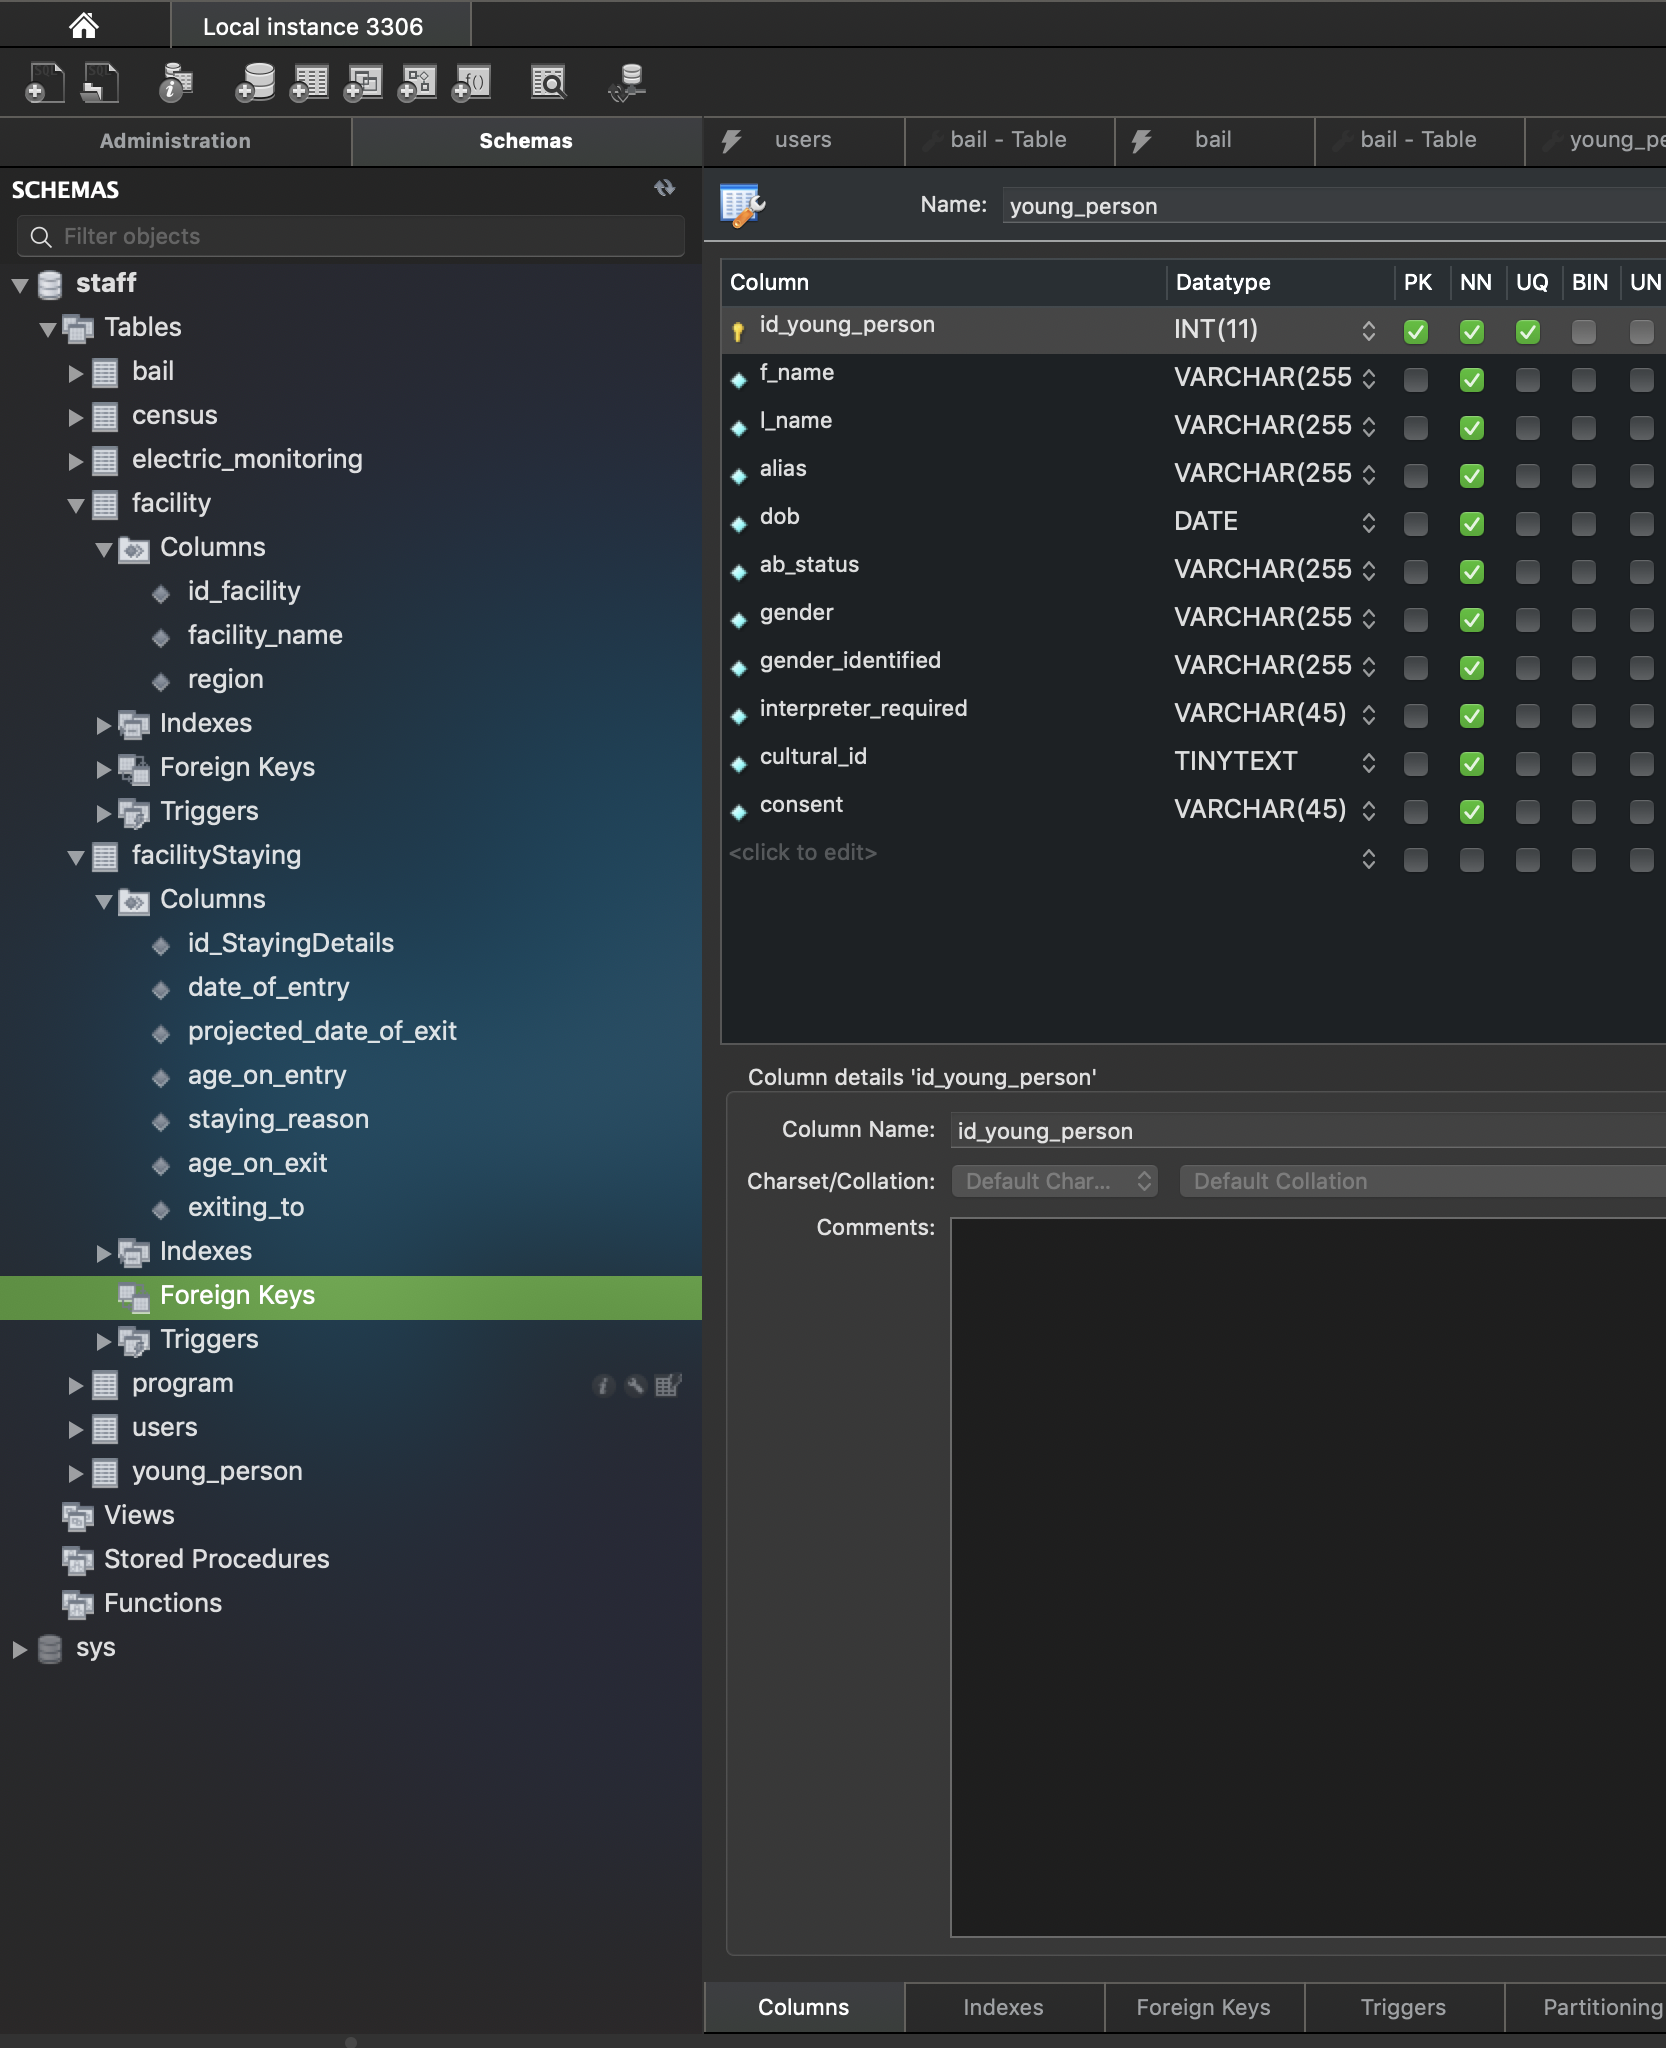 Local instance 3306
Administration
Schemas
users
bail - Table
bail
bail - Table
young_pe
SCHEMAS
Filter objects
staff
Tables
bail
census
electric_monitoring
facility
Columns
id_facility
facility_name
region
Indexes
Foreign Keys
Triggers
facilityStaying
Columns
id_StayingDetails
date_of_entry
projected_date_of_exit
age_on_entry
staying_reason
age_on_exit
exiting_to
Indexes
Foreign Keys
Triggers
program
users
young_person
Views
Stored Procedures
Functions
sys
Name: young_person
Column Datatype PK NN UQ BIN UN
id_young_person INT(11)
f_name VARCHAR(255
l_name VARCHAR(255
alias VARCHAR(255
dob DATE
ab_status VARCHAR(255
gender VARCHAR(255
gender_identified VARCHAR(255
interpreter_required VARCHAR(45)
cultural_id TINYTEXT
consent VARCHAR(45)
<click to edit>
Column details 'id_young_person'
Column Name: id_young_person
Charset/Collation: Default Char... Default Collation
Comments:
Columns
Indexes
Foreign Keys
Triggers
Partitioning